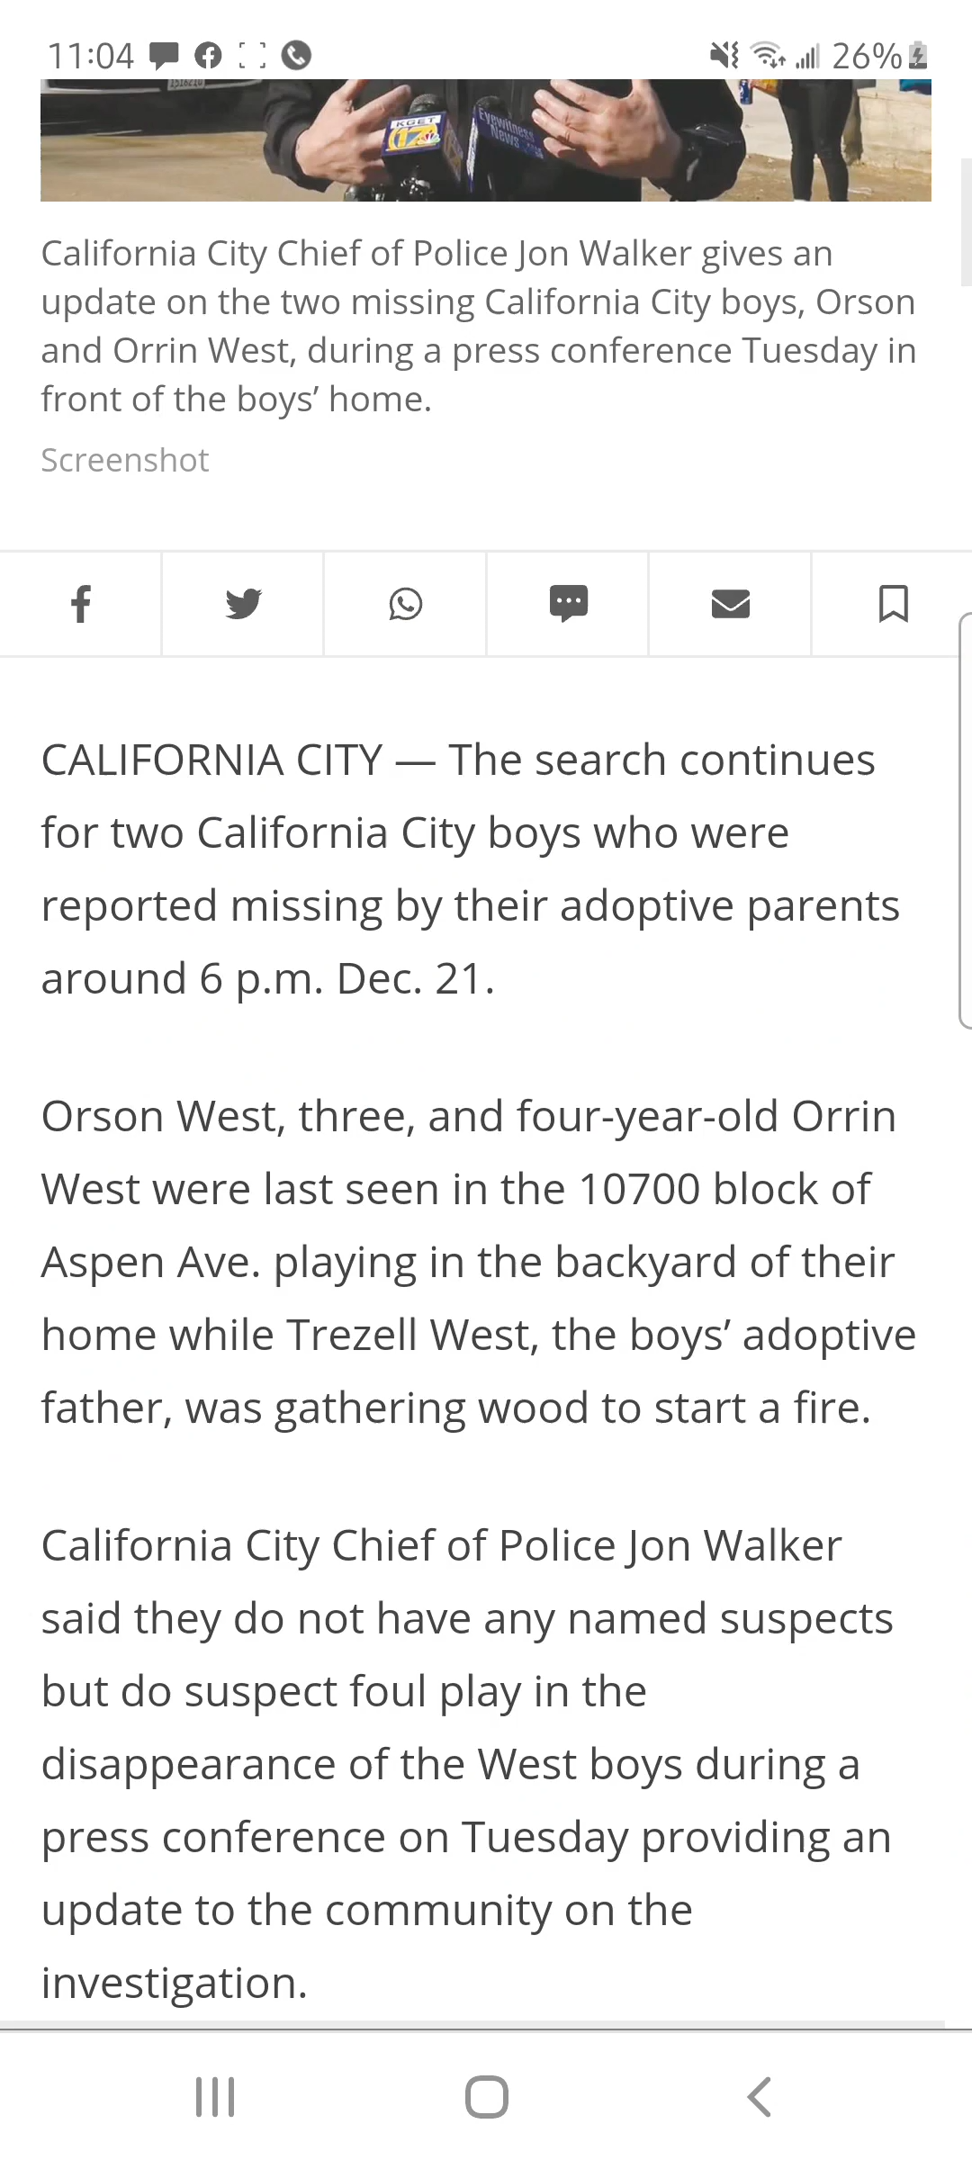 11:04
26%
KGET
17
Eyewitness
News
California City Chief of Police Jon Walker gives an
update on the two missing California City boys, Orson
and Orrin West, during a press conference Tuesday in
front of the boys’ home.
Screenshot
CALIFORNIA CITY — The search continues
for two California City boys who were
reported missing by their adoptive parents
around 6 p.m. Dec. 21.
Orson West, three, and four-year-old Orrin
West were last seen in the 10700 block of
Aspen Ave. playing in the backyard of their
home while Trezell West, the boys’ adoptive
father, was gathering wood to start a fire.
California City Chief of Police Jon Walker
said they do not have any named suspects
but do suspect foul play in the
disappearance of the West boys during a
press conference on Tuesday providing an
update to the community on the
investigation.